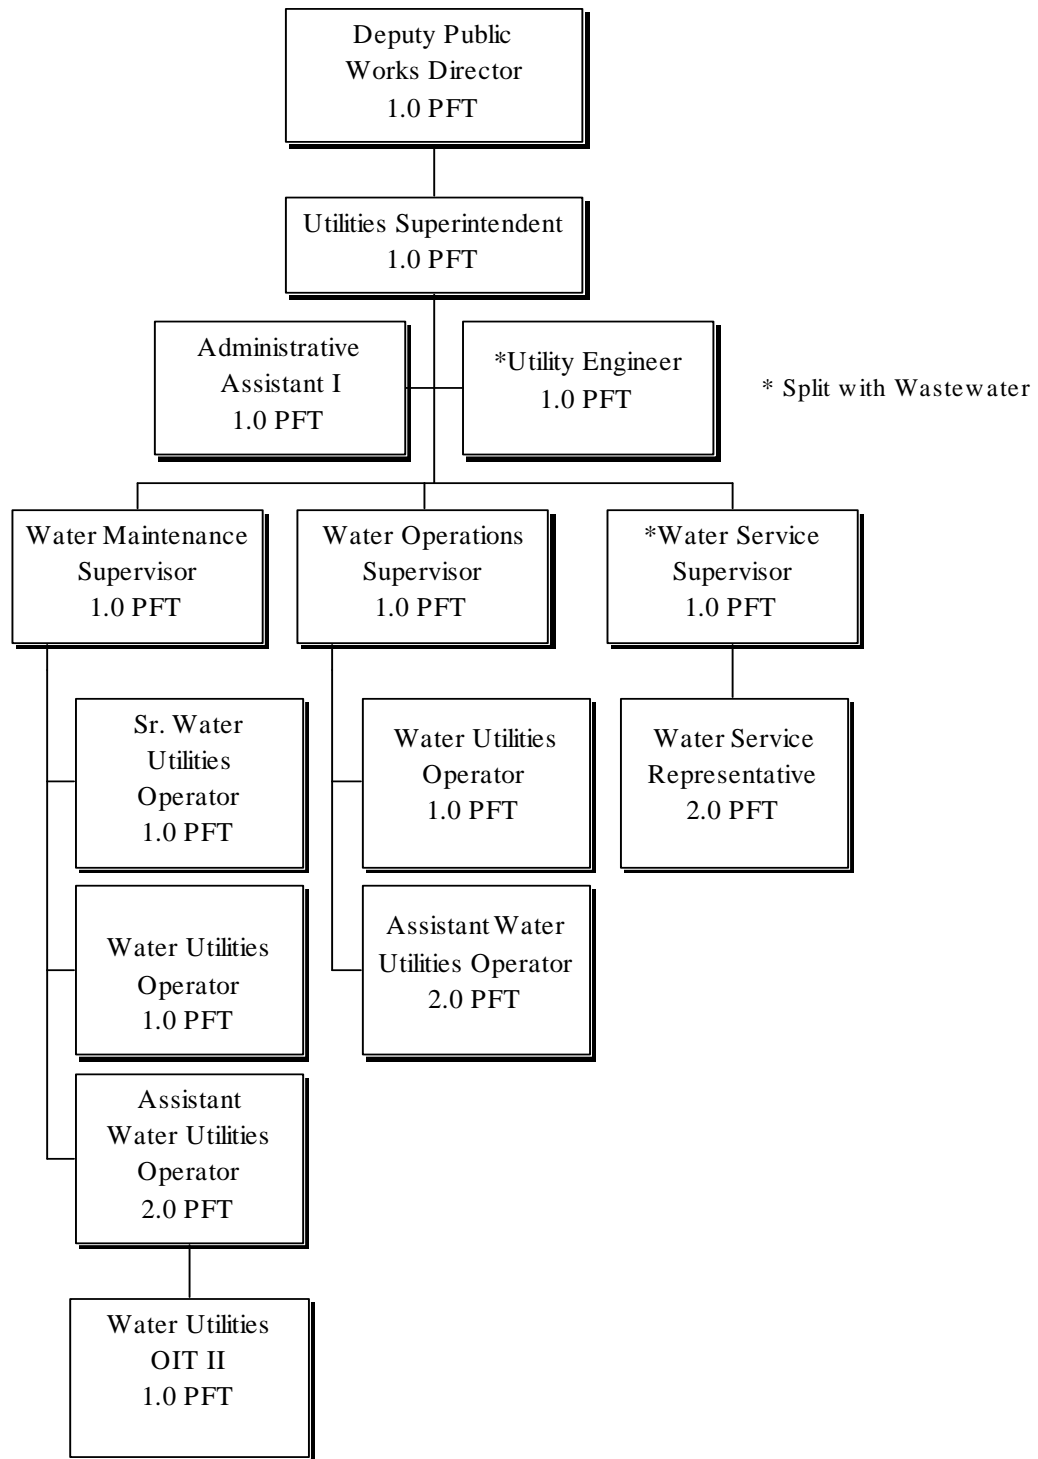 Deputy Public
Works Director
1.0 PFT
Utilities Superintendent
1.0 PFT
Administrative
Assistant I
1.0 PFT
*Utility Engineer
1.0 PFT
* Split with Wastewater
Water Maintenance
Supervisor
1.0 PFT
Water Operations
Supervisor
1.0 PFT
*Water Service
Supervisor
1.0 PFT
Sr. Water
Utilities
Operator
1.0 PFT
Water Utilities
Operator
1.0 PFT
Water Service
Representative
2.0 PFT
Water Utilities
Operator
1.0 PFT
Assistant Water
Utilities Operator
2.0 PFT
Assistant
Water Utilities
Operator
2.0 PFT
Water Utilities
OIT II
1.0 PFT